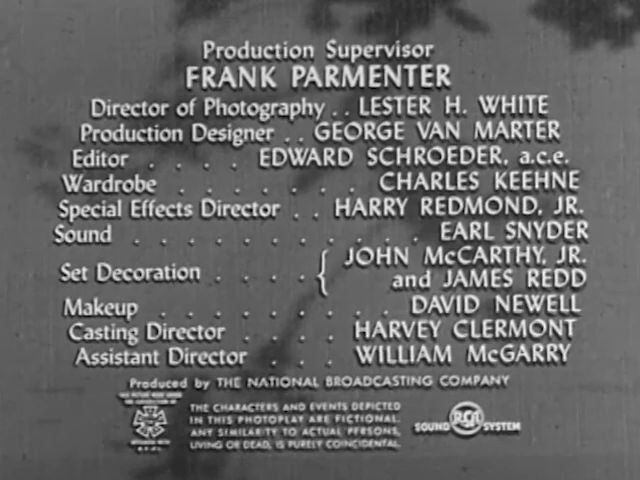 Production Supervisor
FRANK PARMENTER
Director of Photography . . LESTER H. WHITE
Production Designer . . GEORGE VAN MARTER
Editor . . . . EDWARD SCHROEDER, a.c.e.
Wardrobe . . . . . . . CHARLES KEEHNE
Special Effects Director . . HARRY REDMOND, JR.
Sound . . . . . . . . . . . EARL SNYDER
Set Decoration . . . . { JOHN McCARTHY, JR.
and JAMES REDD
Makeup . . . . . . . . . DAVID NEWELL
Casting Director . . . . HARVEY CLERMONT
Assistant Director . . . WILLIAM McGARRY
Produced by THE NATIONAL BROADCASTING COMPANY
THE CHARACTERS AND EVENTS DEPICTED
IN THIS PHOTOPLAY ARE FICTIONAL.
ANY SIMILARITY TO ACTUAL PERSONS,
LIVING OR DEAD, IS PURELY COINCIDENTAL.
SOUND RCA SYSTEM